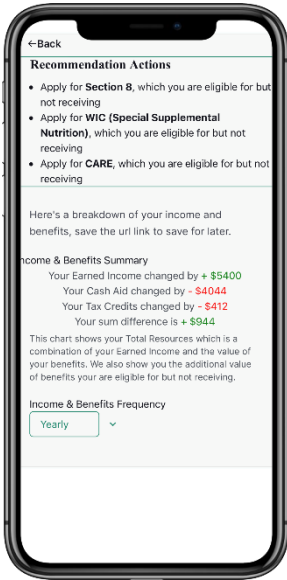 ←Back
Recommendation Actions
• Apply for Section 8, which you are eligible for but
not receiving
• Apply for WIC (Special Supplemental
Nutrition), which you are eligible for but not
receiving
• Apply for CARE, which you are eligible for but not
receiving
Here's a breakdown of your income and
benefits, save the url link to save for later.
ncome & Benefits Summary
Your Earned Income changed by + $5400
Your Cash Aid changed by - $4044
Your Tax Credits changed by - $412
Your sum difference is + $944
This chart shows your Total Resources which is a
combination of your Earned Income and the value of
your benefits. We also show you the additional value
of benefits your are eligible for but not receiving.
Income & Benefits Frequency
Yearly